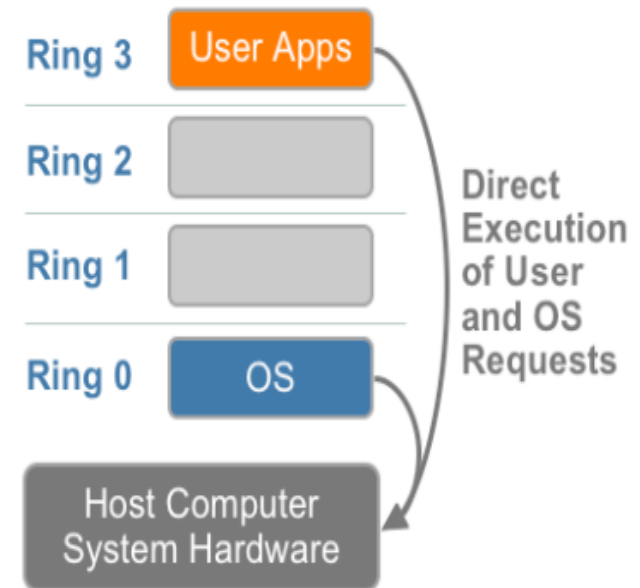 Ring 3
User Apps
Ring 2
Ring 1
Ring 0
OS
Direct
Execution
of User
and OS
Requests
Host Computer
System Hardware